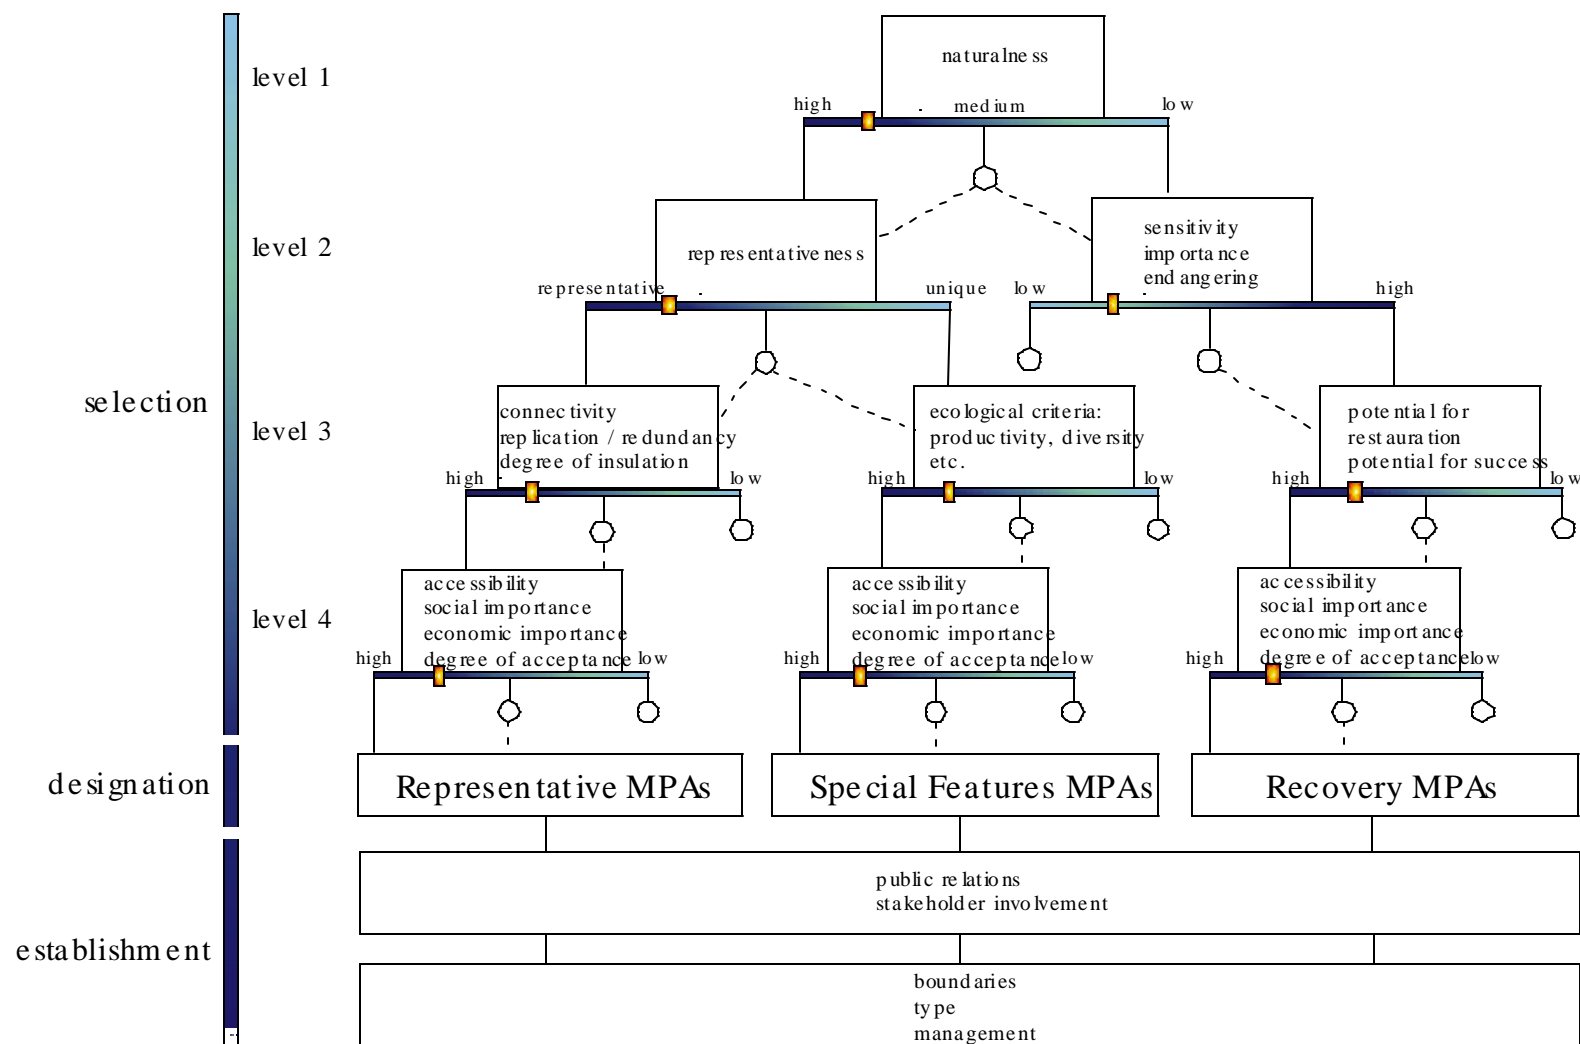 naturalness
level 1
high
medium
low
level 2
representativeness
sensitivity
importance
endangering
representative
unique
low
high
selection
level 3
connectivity
replication / redundancy
degree of insulation
ecological criteria:
productivity, diversity
etc.
potential for
restauration
potential for success
high
low
high
low
high
low
level 4
accessibility
social importance
economic importance
degree of acceptance
accessibility
social importance
economic importance
degree of acceptance
accessibility
social importance
economic importance
degree of acceptance
high
low
high
low
high
low
designation
Representative MPAs
Special Features MPAs
Recovery MPAs
establishment
public relations
stakeholder involvement
boundaries
type
management